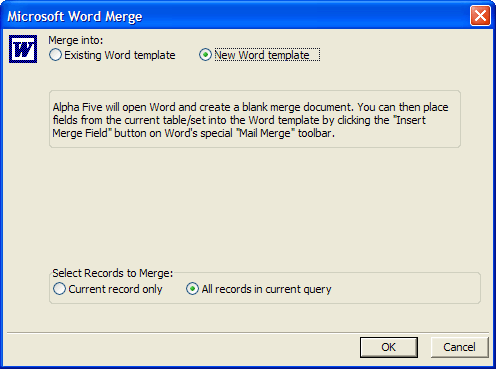 Microsoft Word Merge
W
Merge into:
Existing Word template New Word template
Alpha Five will open Word and create a blank merge document. You can then place
fields from the current table/set into the Word template by clicking the "Insert
Merge Field" button on Word's special "Mail Merge" toolbar.
Select Records to Merge:
Current record only All records in current query
OK Cancel